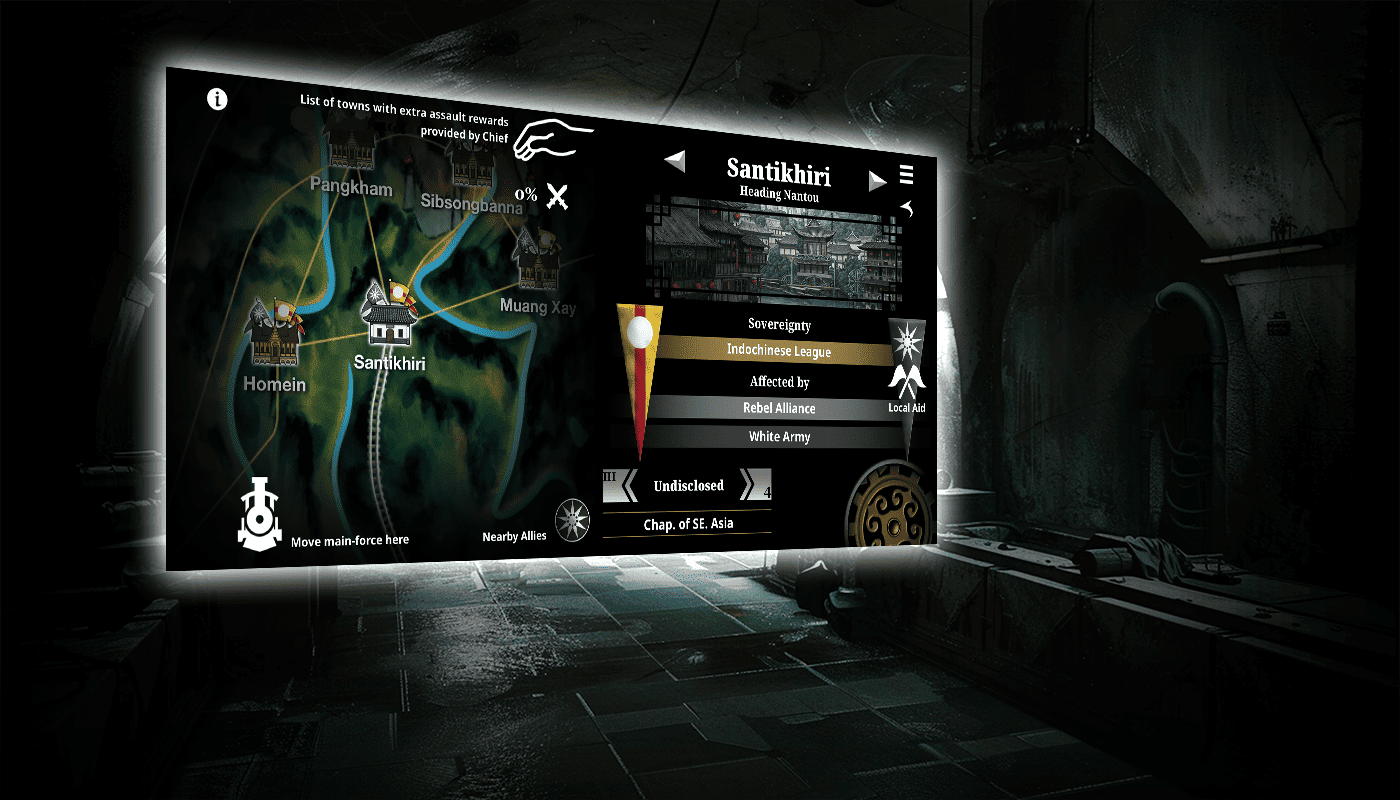 List of towns with extra assault rewards
provided by Chief
Pangkham
Sibsongbanna
0%
Muang Xay
Santikhiri
Homein
Move main-force here
Nearby Allies
Santikhiri
Heading Nantou
Sovereignty
Indochinese League
Affected by
Rebel Alliance
White Army
Local Aid
III
Undisclosed
4
Chap. of SE. Asia